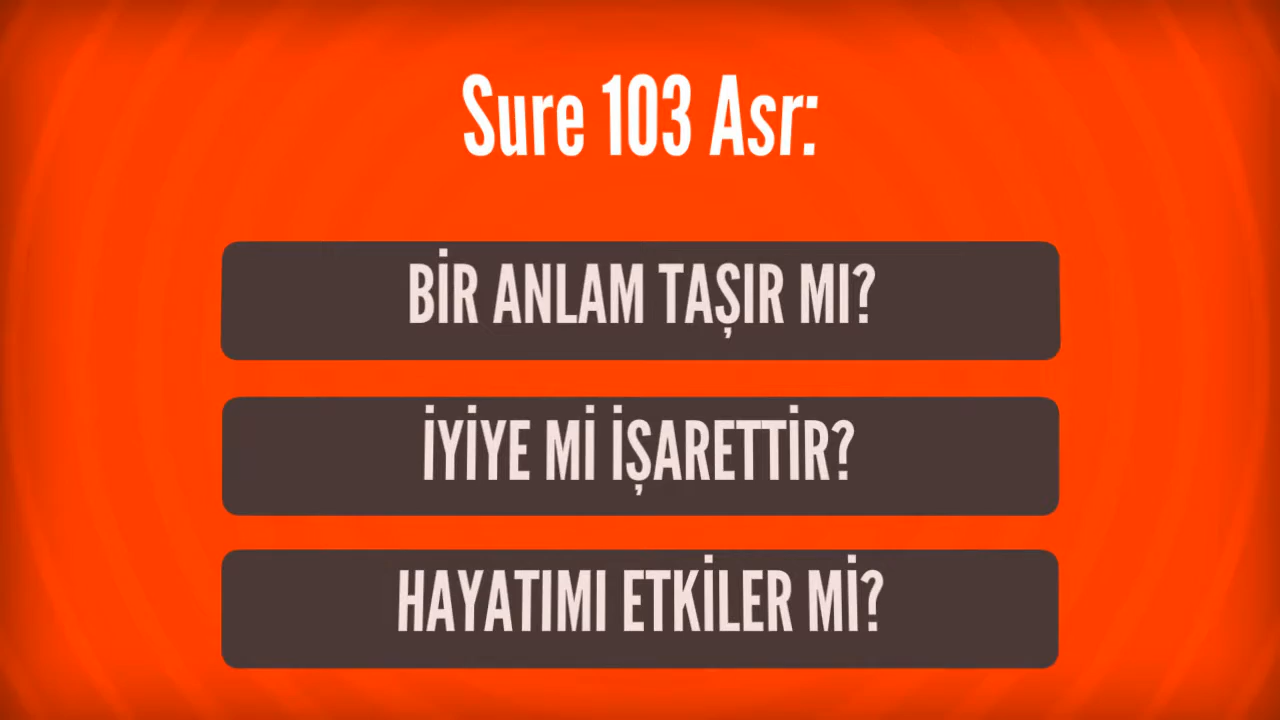 Sure 103 Asr:
BİR ANLAM TAŞIR MI?
İYİYE Mİ İŞARETTİR?
HAYATIMI ETKİLER Mİ?